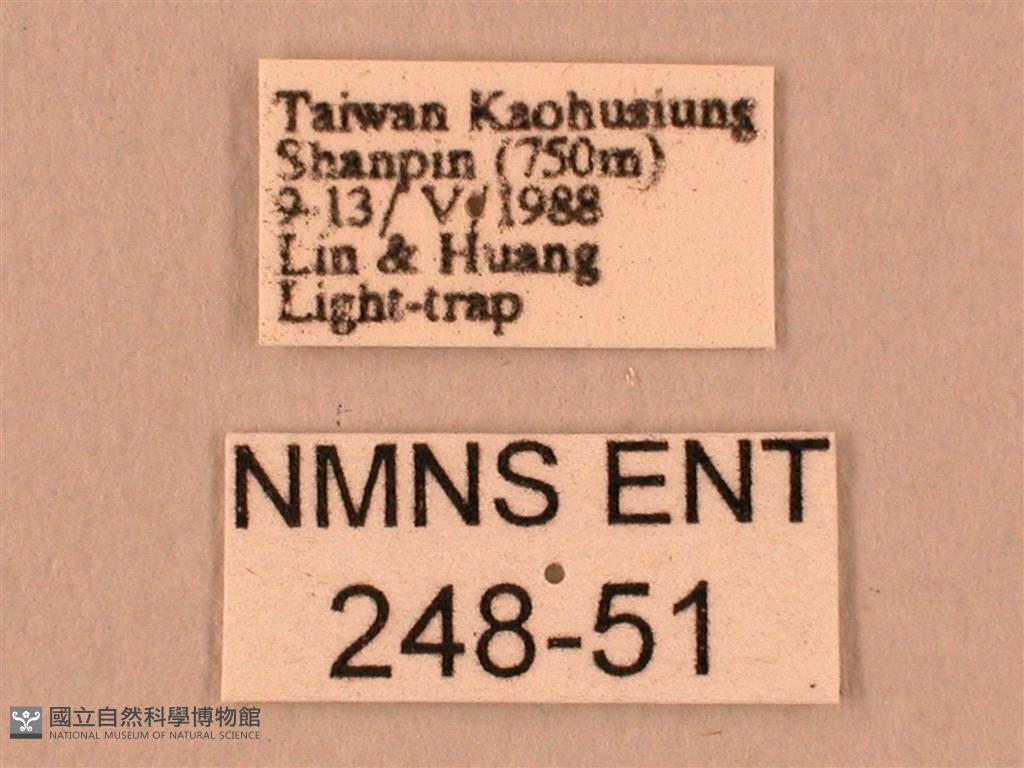 Taiwan Kaohusiung
Shanpin (750m)
9-13/ V/ 1988
Lin & Huang
Light-trap
NMNS ENT
248-51
國立自然科學博物館
NATIONAL MUSEUM OF NATURAL SCIENCE